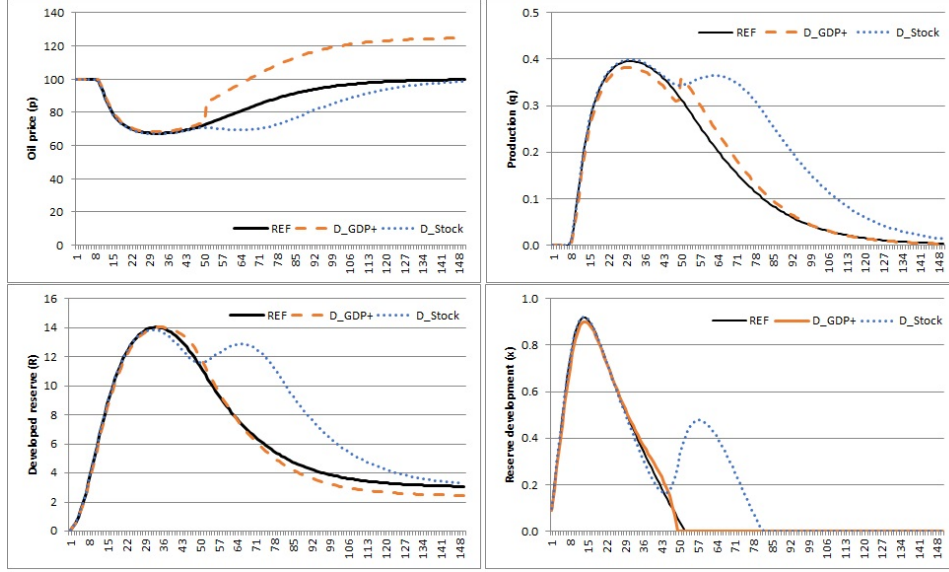 140
120
100
80
60
40
20
0
Oil price (p)
REF D_GDP+ D_Stock
1 8 15 22 29 36 43 50 57 64 71 78 85 92 99 106 113 120 127 134 141 148
0.5
0.4
0.3
0.2
0.1
0.0
Production (q)
REF D_GDP+ D_Stock
1 8 15 22 29 36 43 50 57 64 71 78 85 92 99 106 113 120 127 134 141 148
16
14
12
10
8
6
4
2
0
Developed reserve (R)
REF D_GDP+ D_Stock
1 8 15 22 29 36 43 50 57 64 71 78 85 92 99 106 113 120 127 134 141 148
1.0
0.8
0.6
0.4
0.2
0.0
Reserve development (κ)
REF D_GDP+ D_Stock
1 8 15 22 29 36 43 50 57 64 71 78 85 92 99 106 113 120 127 134 141 148